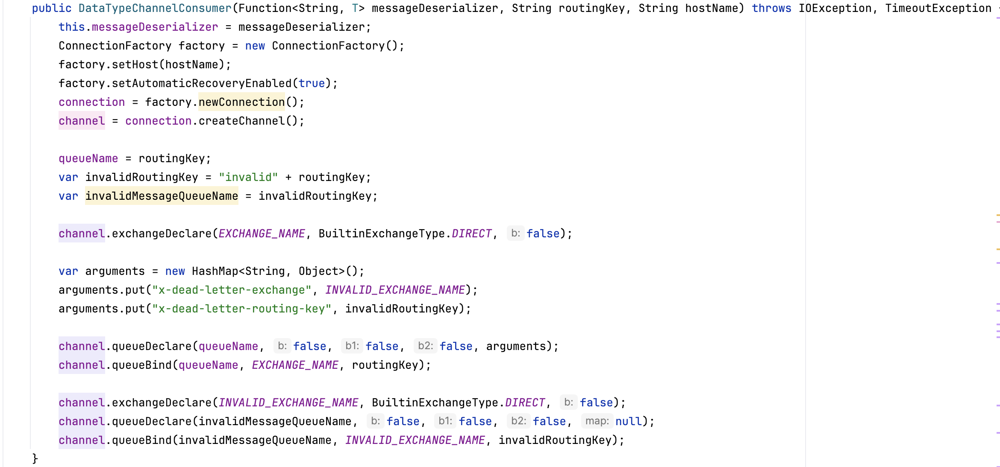 public DataTypeChannelConsumer(Function<String, T> messageDeserializer, String routingKey, String hostName) throws IOException, TimeoutException
this.messageDeserializer = messageDeserializer;
ConnectionFactory factory = new ConnectionFactory();
factory.setHost(hostName);
factory.setAutomaticRecoveryEnabled(true);
connection = factory.newConnection();
channel = connection.createChannel();
queueName = routingKey;
var invalidRoutingKey = "invalid" + routingKey;
var invalidMessageQueueName = invalidRoutingKey;
channel.exchangeDeclare(EXCHANGE_NAME, BuiltinExchangeType.DIRECT, b: false);
var arguments = new HashMap<String, Object>();
arguments.put("x-dead-letter-exchange", INVALID_EXCHANGE_NAME);
arguments.put("x-dead-letter-routing-key", invalidRoutingKey);
channel.queueDeclare(queueName, b: false, b1: false, b2: false, arguments);
channel.queueBind(queueName, EXCHANGE_NAME, routingKey);
channel.exchangeDeclare(INVALID_EXCHANGE_NAME, BuiltinExchangeType.DIRECT, b: false);
channel.queueDeclare(invalidMessageQueueName, b: false, b1: false, b2: false, map: null);
channel.queueBind(invalidMessageQueueName, INVALID_EXCHANGE_NAME, invalidRoutingKey);
}